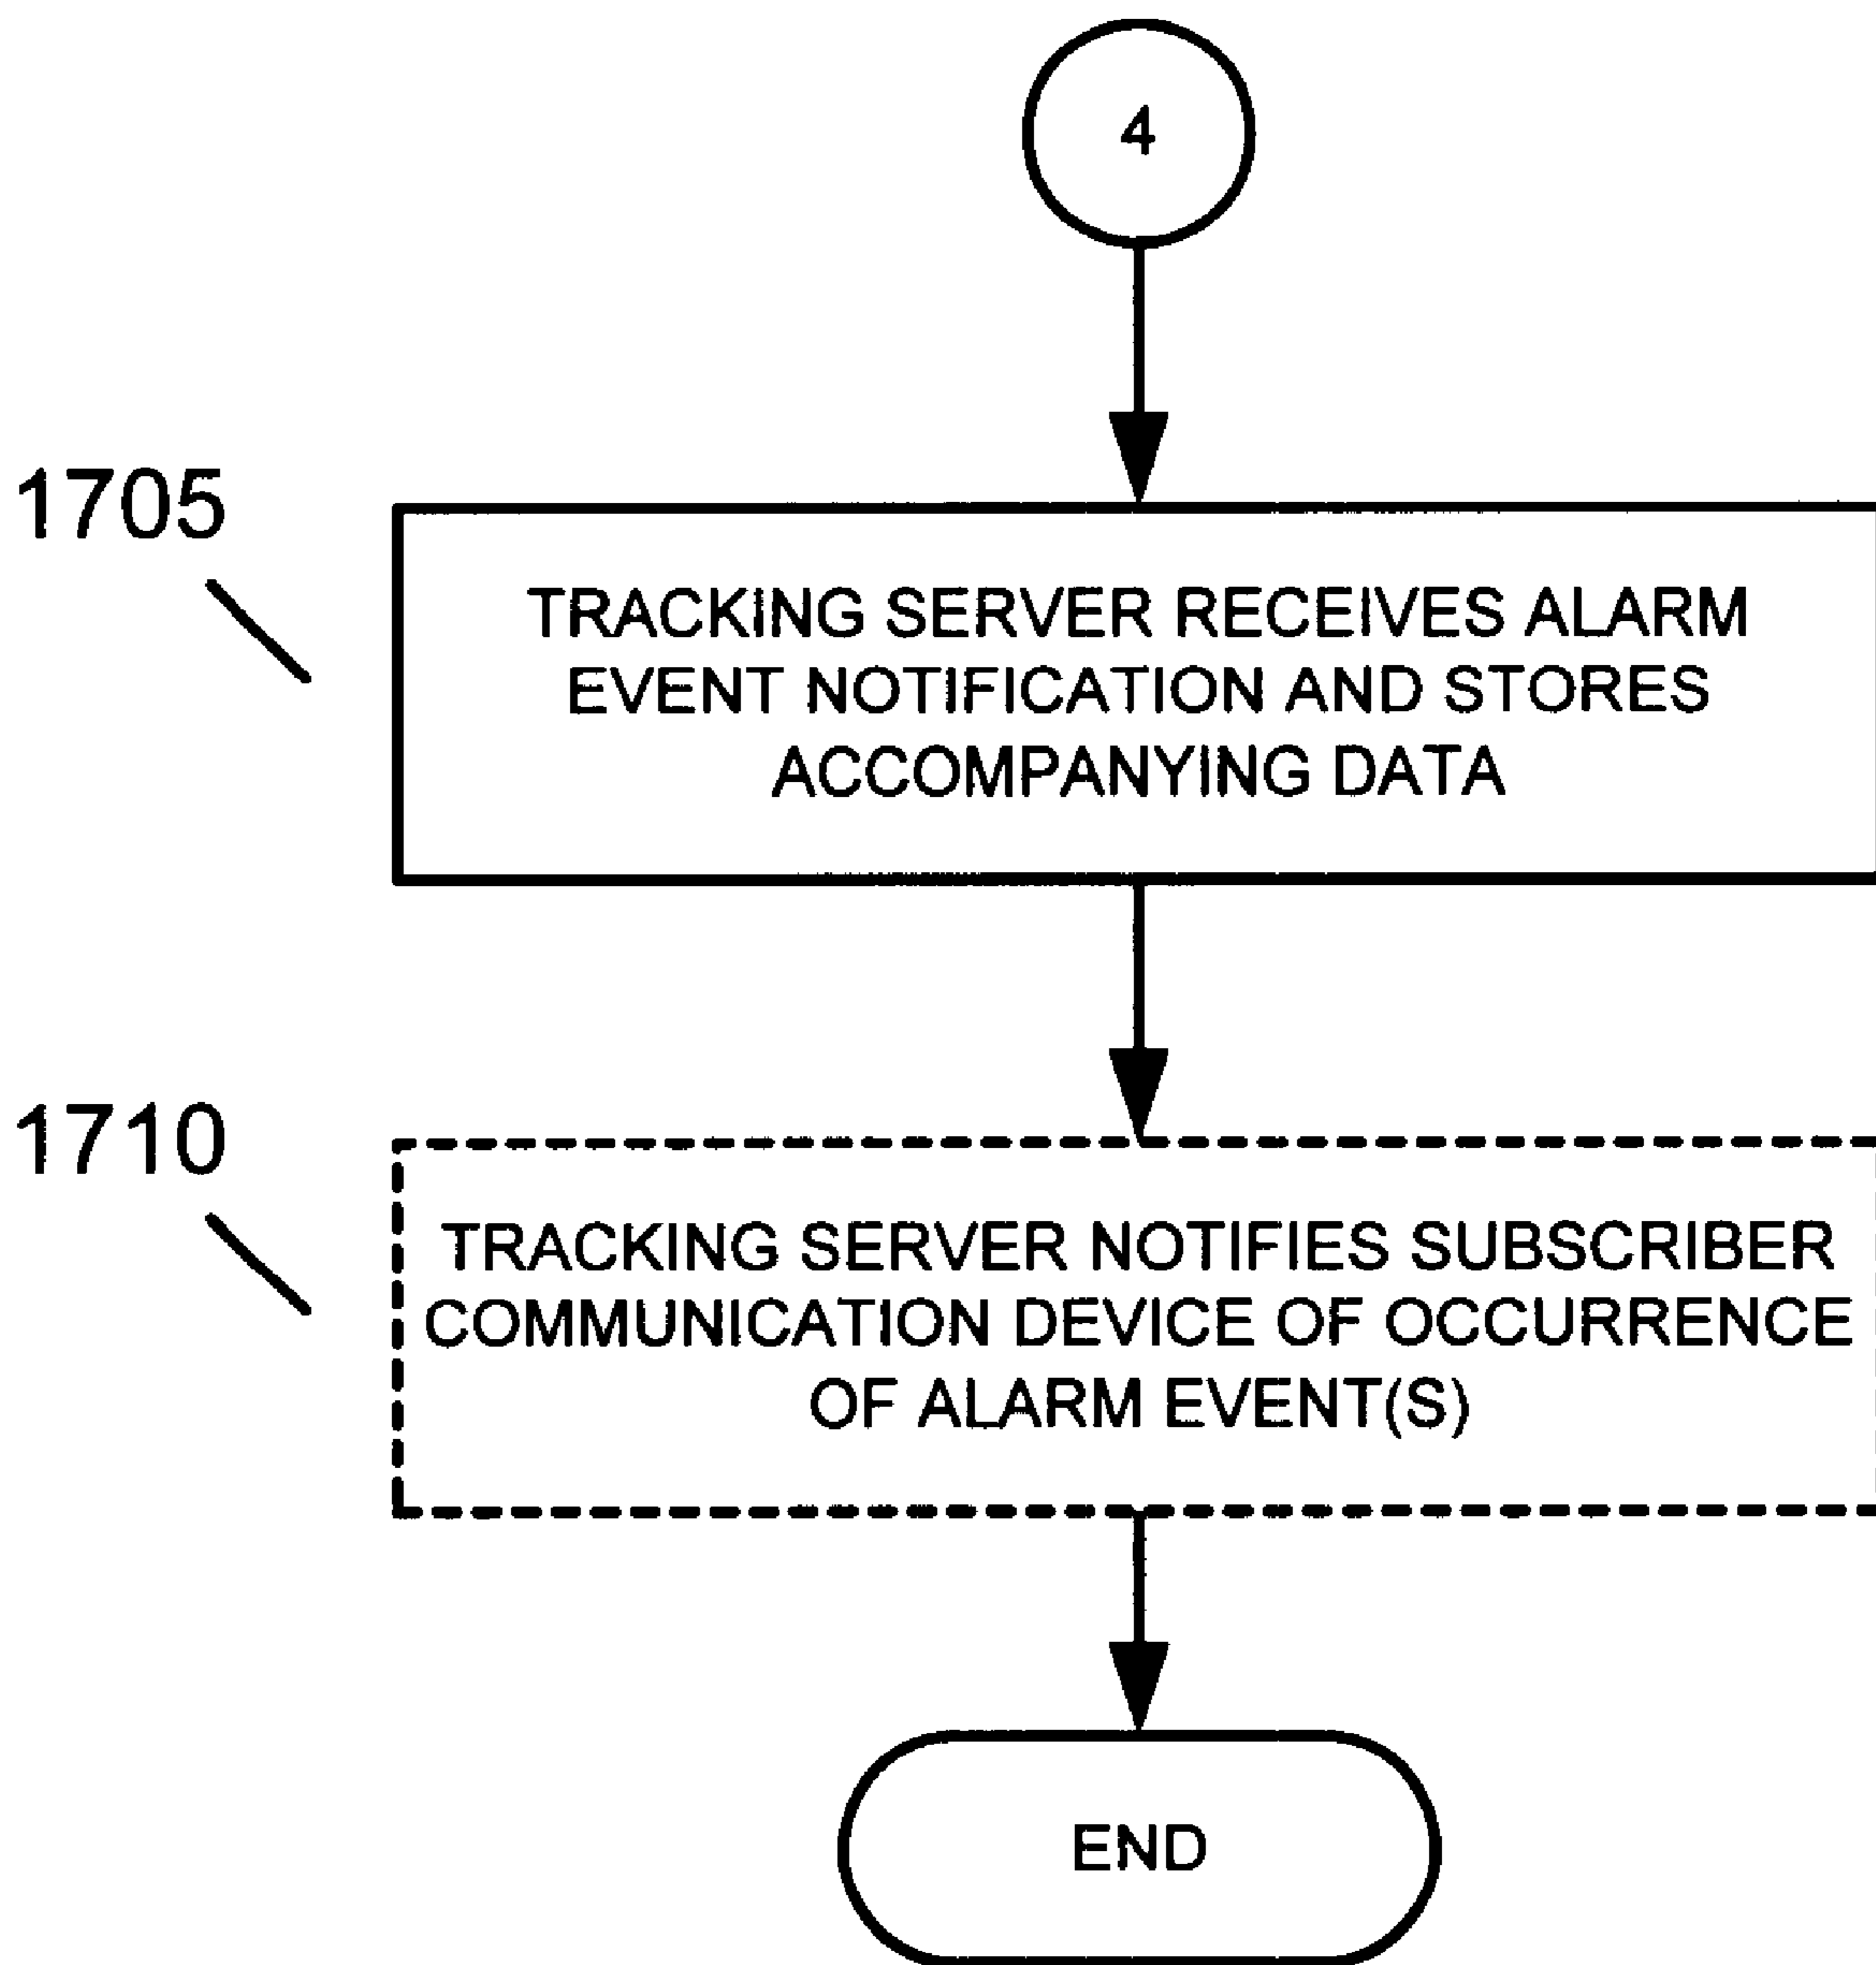 4
1705
TRACKING SERVER RECEIVES ALARM
EVENT NOTIFICATION AND STORES
ACCOMPANYING DATA
1710
TRACKING SERVER NOTIFIES SUBSCRIBER
COMMUNICATION DEVICE OF OCCURRENCE
OF ALARM EVENT(S)
END